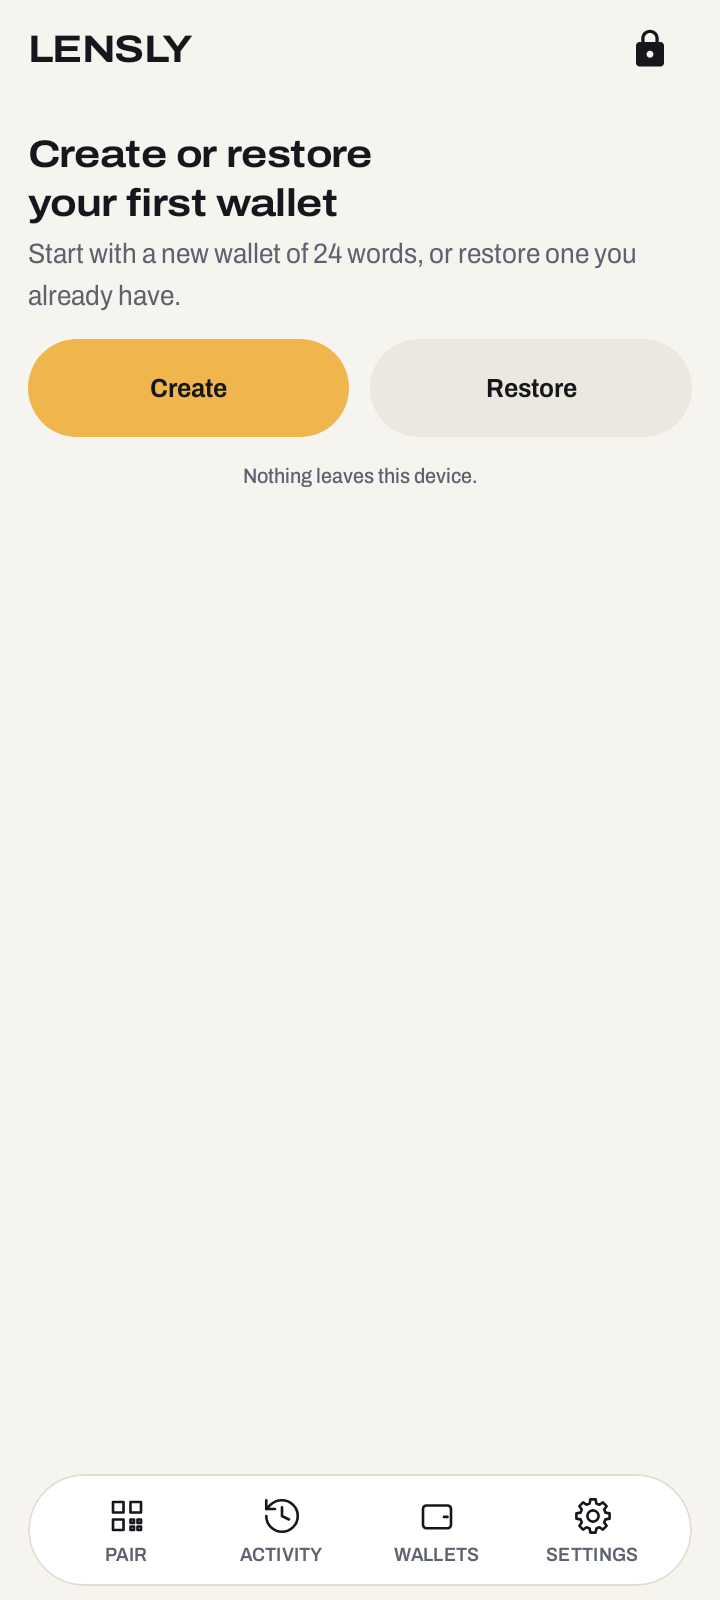 LENSLY
Create or restore
your first wallet
Start with a new wallet of 24 words, or restore one you
already have.
Create
Restore
Nothing leaves this device.
PAIR
ACTIVITY
WALLETS
SETTINGS